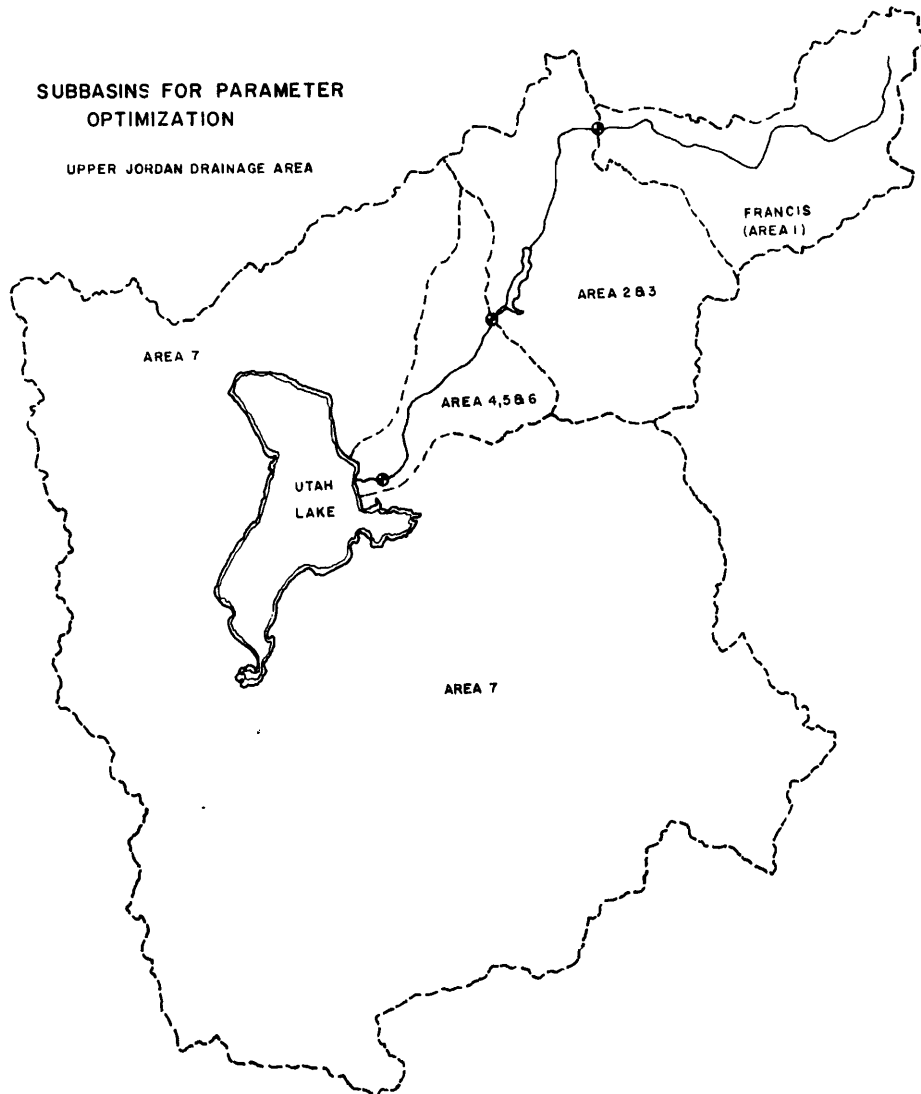 SUBBASINS FOR PARAMETER
OPTIMIZATION
UPPER JORDAN DRAINAGE AREA
FRANCIS
(AREA 1)
AREA 2 & 3
AREA 7
AREA 4,5 & 6
UTAH
LAKE
AREA 7